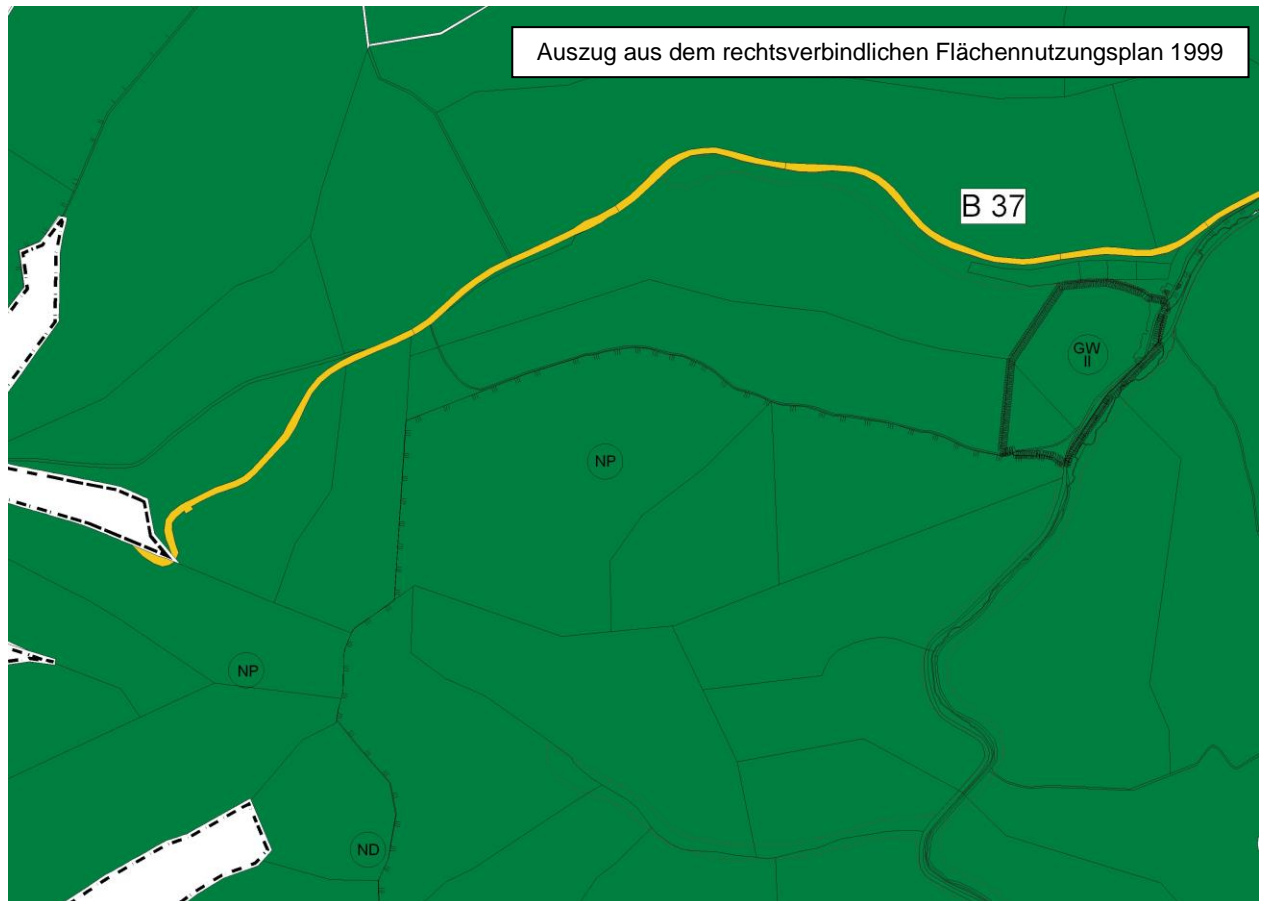 Auszug aus dem rechtsverbindlichen Flächennutzungsplan 1999
B 37
GW
II
NP
NP
ND